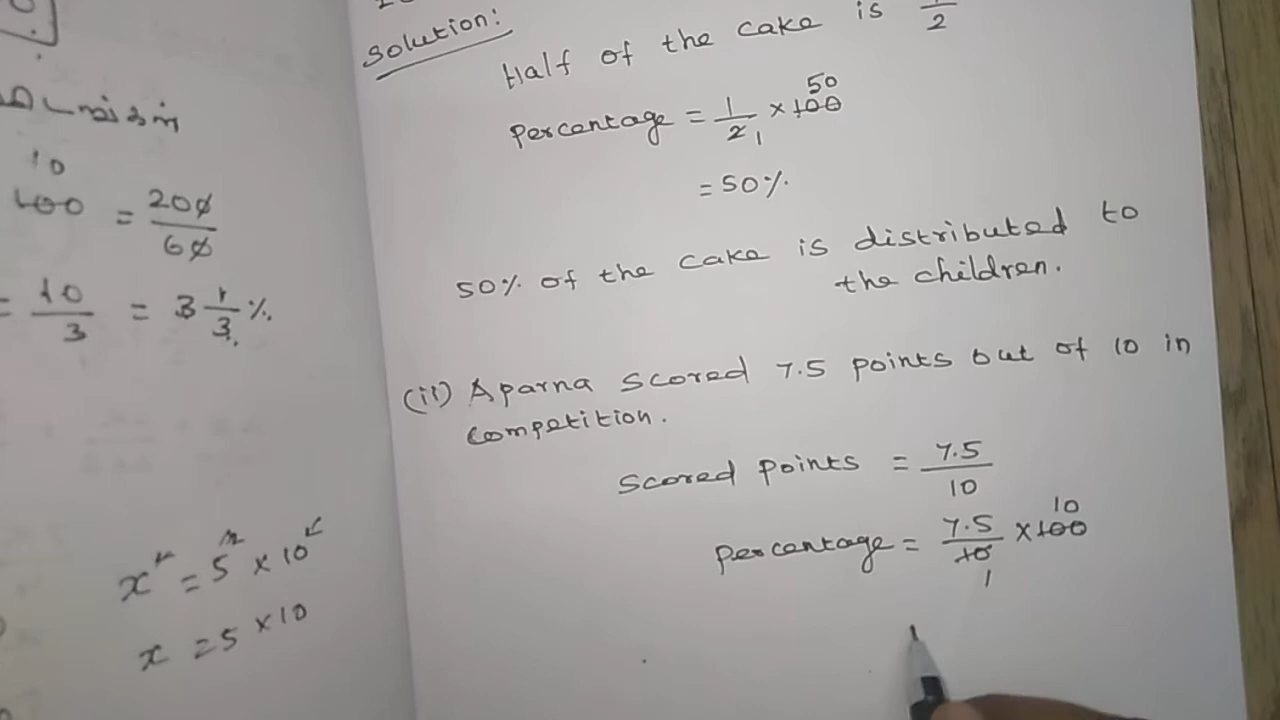 10
100 = 200/60
= 10/3 = 3 1/3 %
x² = 5² × 10²
x = 5 × 10
Solution:
Half of the cake is 1/2
Percentage = 1/2 × 100
50
1
= 50%
50% of the cake is distributed to
the children.
(ii) Aparna scored 7.5 points out of 10 in
competition.
Scored points = 7.5/10
Percentage = 7.5/10 × 100
10
1